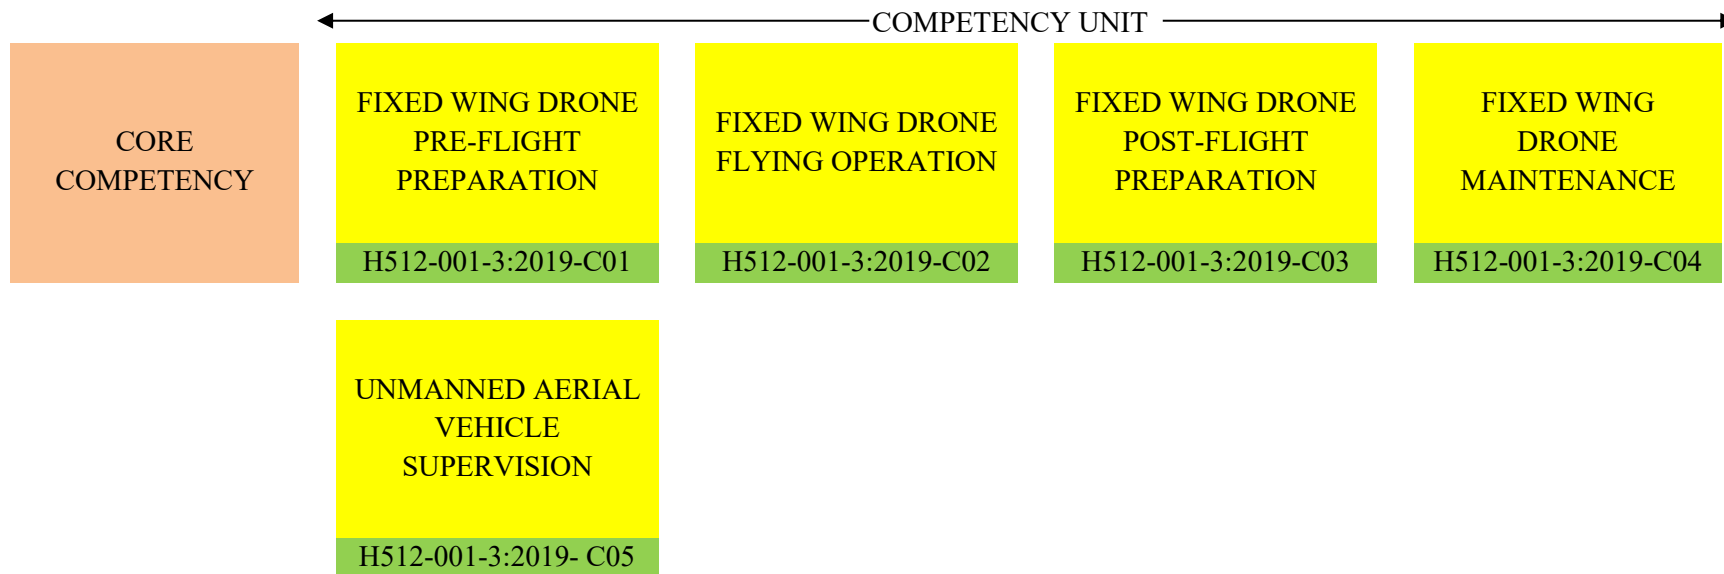 COMPETENCY UNIT
CORE
COMPETENCY
FIXED WING DRONE
PRE-FLIGHT
PREPARATION
H512-001-3:2019-C01
FIXED WING DRONE
FLYING OPERATION
H512-001-3:2019-C02
FIXED WING DRONE
POST-FLIGHT
PREPARATION
H512-001-3:2019-C03
FIXED WING
DRONE
MAINTENANCE
H512-001-3:2019-C04
UNMANNED AERIAL
VEHICLE
SUPERVISION
H512-001-3:2019- C05